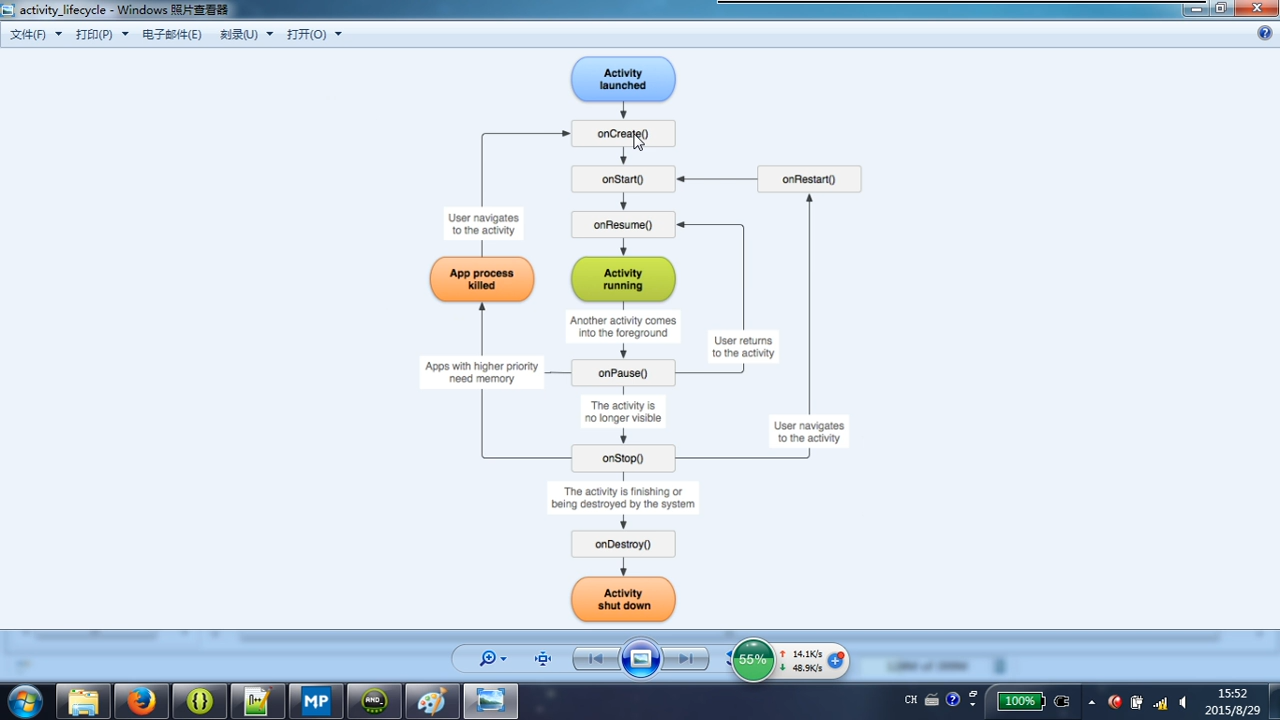 activity_lifecycle - Windows 照片查看器
文件(F) 打印(P) 电子邮件(E) 刻录(U) 打开(O)
Activity
launched
onCreate()
onStart()
onRestart()
User navigates
to the activity
onResume()
App process
killed
Activity
running
Another activity comes
into the foreground
User returns
to the activity
Apps with higher priority
need memory
onPause()
The activity is
no longer visible
User navigates
to the activity
onStop()
The activity is finishing or
being destroyed by the system
onDestroy()
Activity
shut down
55%
14.1K/s
48.9K/s
MP
AND_
CH
100%
15:52
2015/8/29